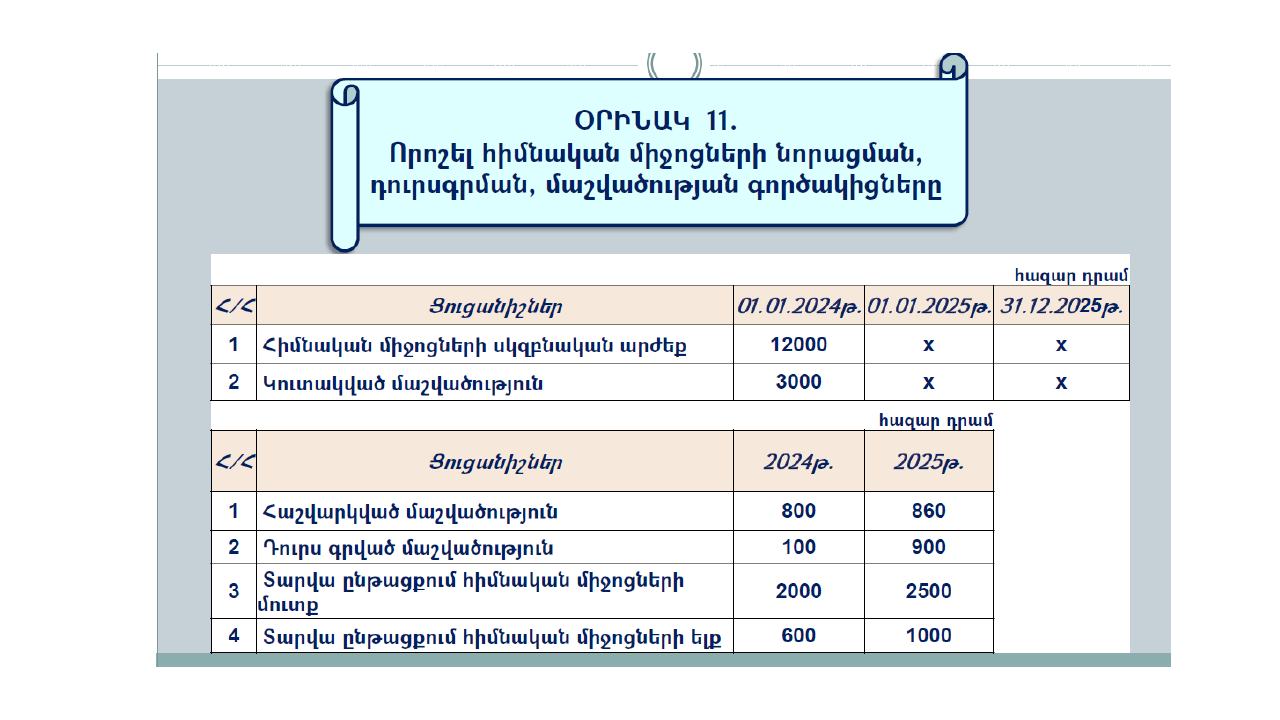 ՕՐԻՆԱԿ 11.
Որոշել հիմնական միջոցների նորացման,
դուրսգրման, մաշվածության գործակիցները
հազար դրամ
Հ/Հ Ցուցանիշներ 01.01.2024թ. 01.01.2025թ. 31.12.2025թ.
1 Հիմնական միջոցների սկզբնական արժեք 12000 x x
2 Կուտակված մաշվածություն 3000 x x
հազար դրամ
Հ/Հ Ցուցանիշներ 2024թ. 2025թ.
1 Հաշվարկված մաշվածություն 800 860
2 Դուրս գրված մաշվածություն 100 900
3 Տարվա ընթացքում հիմնական միջոցների 2000 2500
մուտք
4 Տարվա ընթացքում հիմնական միջոցների ելք 600 1000